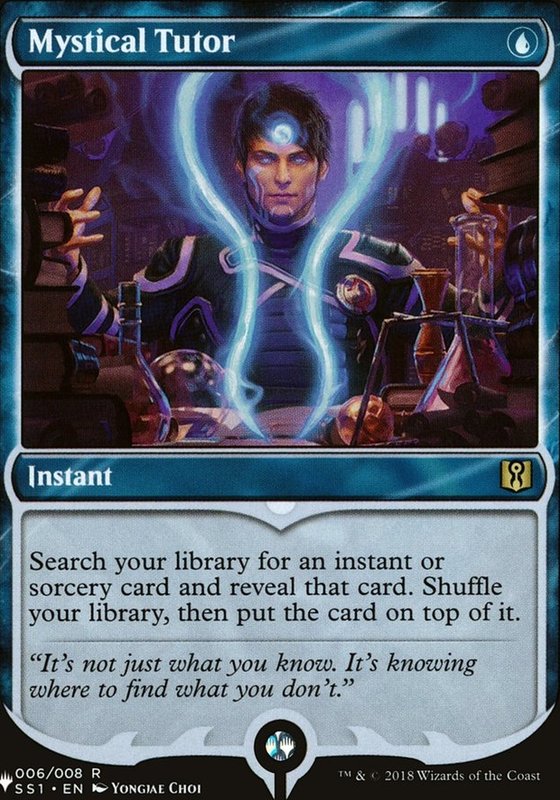 Mystical Tutor
Instant
Search your library for an instant or
sorcery card and reveal that card. Shuffle
your library, then put the card on top of it.
“It’s not just what you know. It’s knowing
where to find what you don’t.”
006/008 R
SS1 • EN Yongjae Choi
™ & © 2018 Wizards of the Coast